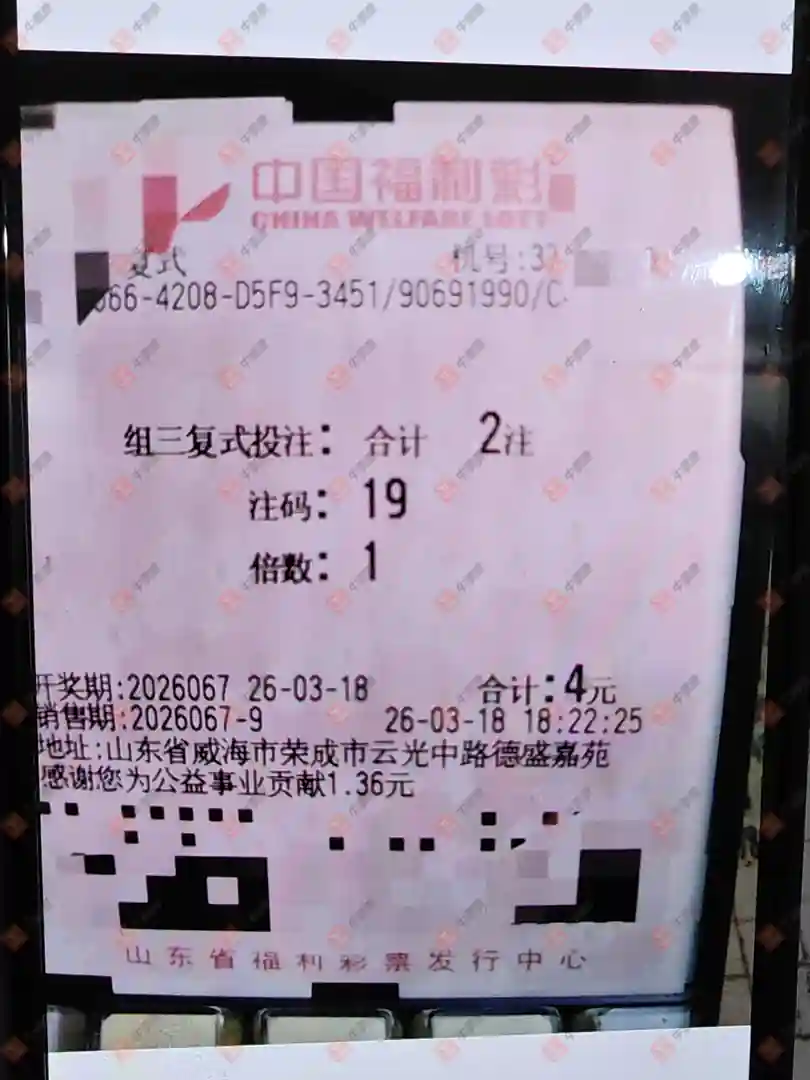 中国福利彩
CHINA WELFARE LOTT
复式 机号:37
66-4208-D5F9-3451/90691990/C
组三复式投注: 合计 2注
注码: 19
倍数: 1
开奖期:2026067 26-03-18 合计:4元
销售期:2026067-9 26-03-18 18:22:25
地址:山东省威海市荣成市云光中路德盛嘉苑
感谢您为公益事业贡献1.36元
山东省福利彩票发行中心